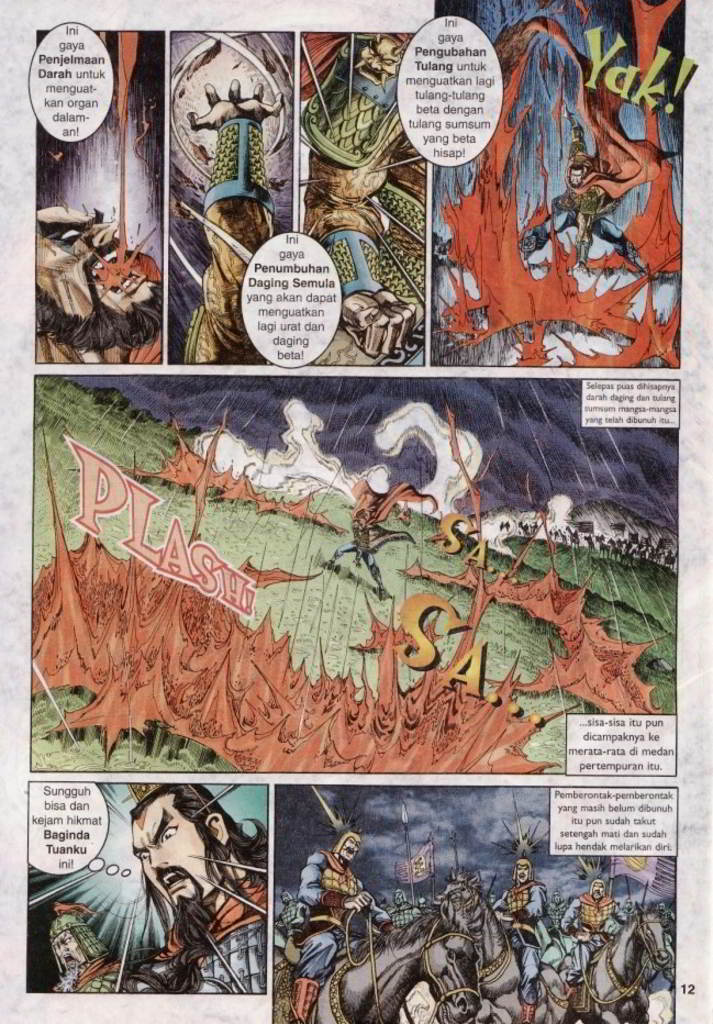 Ini
gaya
Penjelmaan
Darah untuk
menguat-
kan organ
dalam-
an!
Ini
gaya
Penumbuhan
Daging Semula
yang akan dapat
menguatkan
lagi urat dan
daging
beta!
Ini
gaya
Pengubahan
Tulang untuk
menguatkan lagi
tulang-tulang
beta dengan
tulang sumsum
yang beta
hisap!
Yak!
Selepas puas dihisapnya
darah daging dan tulang
sumsum mangsa-mangsa
yang telah dibunuh itu...
PLASH!
SA...
SA...
...sisa-sisa itu pun
dicampaknya ke
merata-rata di medan
pertempuran itu.
Sungguh
bisa dan
kejam hikmat
Baginda
Tuanku
ini!
Pemberontak-pemberontak
yang masih belum dibunuh
itu pun sudah takut
setengah mati dan sudah
lupa hendak melarikan diri.
12